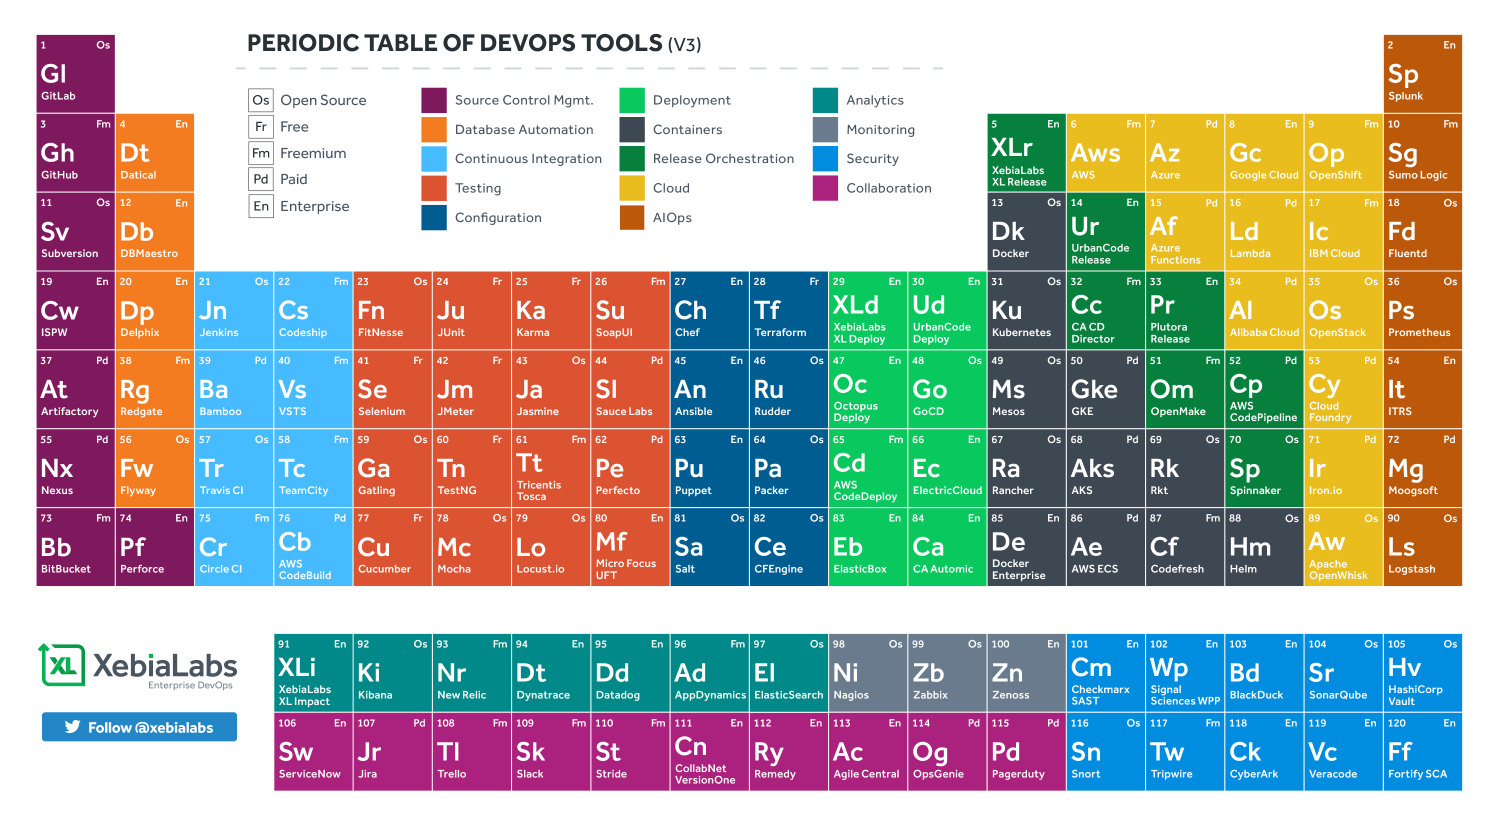 PERIODIC TABLE OF DEVOPS TOOLS (V3)
Os Open Source
Fr Free
Fm Freemium
Pd Paid
En Enterprise
Source Control Mgmt.
Database Automation
Continuous Integration
Testing
Configuration
Deployment
Containers
Release Orchestration
Cloud
AIOps
Analytics
Monitoring
Security
Collaboration
1 Os
Gl
GitLab
2 En
Sp
Splunk
3 Fm
Gh
GitHub
4 En
Dt
Datical
5 En
XLr
XebiaLabs
XL Release
6 Fm
Aws
AWS
7 Pd
Az
Azure
8 En
Gc
Google Cloud
9 Fm
Op
OpenShift
10 Fm
Sg
Sumo Logic
11 Os
Sv
Subversion
12 En
Db
DBMaestro
13 Os
Dk
Docker
14 En
Ur
UrbanCode
Release
15 Pd
Af
Azure
Functions
16 Pd
Ld
Lambda
17 Fm
Ic
IBM Cloud
18 Os
Fd
Fluentd
19 En
Cw
ISPW
20 En
Dp
Delphix
21 Os
Jn
Jenkins
22 Fm
Cs
Codeship
23 Os
Fn
FitNesse
24 Fr
Ju
JUnit
25 Fr
Ka
Karma
26 Fm
Su
SoapUI
27 En
Ch
Chef
28 Fr
Tf
Terraform
29 En
XLd
XebiaLabs
XL Deploy
30 En
Ud
UrbanCode
Deploy
31 Os
Ku
Kubernetes
32 Fm
Cc
CA CD
Director
33 En
Pr
Plutora
Release
34 Pd
Al
Alibaba Cloud
35 Os
Os
OpenStack
36 Os
Ps
Prometheus
37 Pd
At
Artifactory
38 Fm
Rg
Redgate
39 Pd
Ba
Bamboo
40 Fm
Vs
VSTS
41 Fr
Se
Selenium
42 Fr
Jm
JMeter
43 Os
Ja
Jasmine
44 Pd
Sl
Sauce Labs
45 En
An
Ansible
46 Os
Ru
Rudder
47 En
Oc
Octopus
Deploy
48 Os
Go
GoCD
49 Os
Ms
Mesos
50 Pd
Gke
GKE
51 Fm
Om
OpenMake
52 Pd
Cp
AWS
CodePipeline
53 Pd
Cy
Cloud
Foundry
54 En
It
ITRS
55 Pd
Nx
Nexus
56 Os
Fw
Flyway
57 Os
Tr
Travis CI
58 Fm
Tc
TeamCity
59 Os
Ga
Gatling
60 Fr
Tn
TestNG
61 Fm
Tt
Tricentis
Tosca
62 Pd
Pe
Perfecto
63 En
Pu
Puppet
64 Os
Pa
Packer
65 Fm
Cd
AWS
CodeDeploy
66 En
Ec
ElectricCloud
67 Os
Ra
Rancher
68 Pd
Aks
AKS
69 Os
Rk
Rkt
70 Os
Sp
Spinnaker
71 Pd
Ir
Iron.io
72 Pd
Mg
Moogsoft
73 Fm
Bb
BitBucket
74 En
Pf
Perforce
75 Fm
Cr
Circle CI
76 Pd
Cb
AWS
CodeBuild
77 Fr
Cu
Cucumber
78 Os
Mc
Mocha
79 Os
Lo
Locust.io
80 En
Mf
Micro Focus
UFT
81 Os
Sa
Salt
82 Os
Ce
CFEngine
83 En
Eb
ElasticBox
84 En
Ca
CA Automic
85 En
De
Docker
Enterprise
86 Pd
Ae
AWS ECS
87 Fm
Cf
Codefresh
88 Os
Hm
Helm
89 Os
Aw
Apache
OpenWhisk
90 Os
Ls
Logstash
XL XebiaLabs
Enterprise DevOps
Follow @xebialabs
91 En
XLi
XebiaLabs
XL Impact
92 Os
Ki
Kibana
93 Fm
Nr
New Relic
94 En
Dt
Dynatrace
95 En
Dd
Datadog
96 Fm
Ad
AppDynamics
97 Os
El
ElasticSearch
98 Os
Ni
Nagios
99 Os
Zb
Zabbix
100 En
Zn
Zenoss
101 En
Cm
Checkmarx
SAST
102 En
Wp
Signal
Sciences WPP
103 En
Bd
BlackDuck
104 Os
Sr
SonarQube
105 Os
Hv
HashiCorp
Vault
106 En
Sw
ServiceNow
107 Pd
Jr
Jira
108 Fm
Tl
Trello
109 Fm
Sk
Slack
110 Fm
St
Stride
111 En
Cn
CollabNet
VersionOne
112 En
Ry
Remedy
113 En
Ac
Agile Central
114 Pd
Og
OpsGenie
115 Pd
Pd
Pagerduty
116 Os
Sn
Snort
117 Fm
Tw
Tripwire
118 En
Ck
CyberArk
119 En
Vc
Veracode
120 En
Ff
Fortify SCA